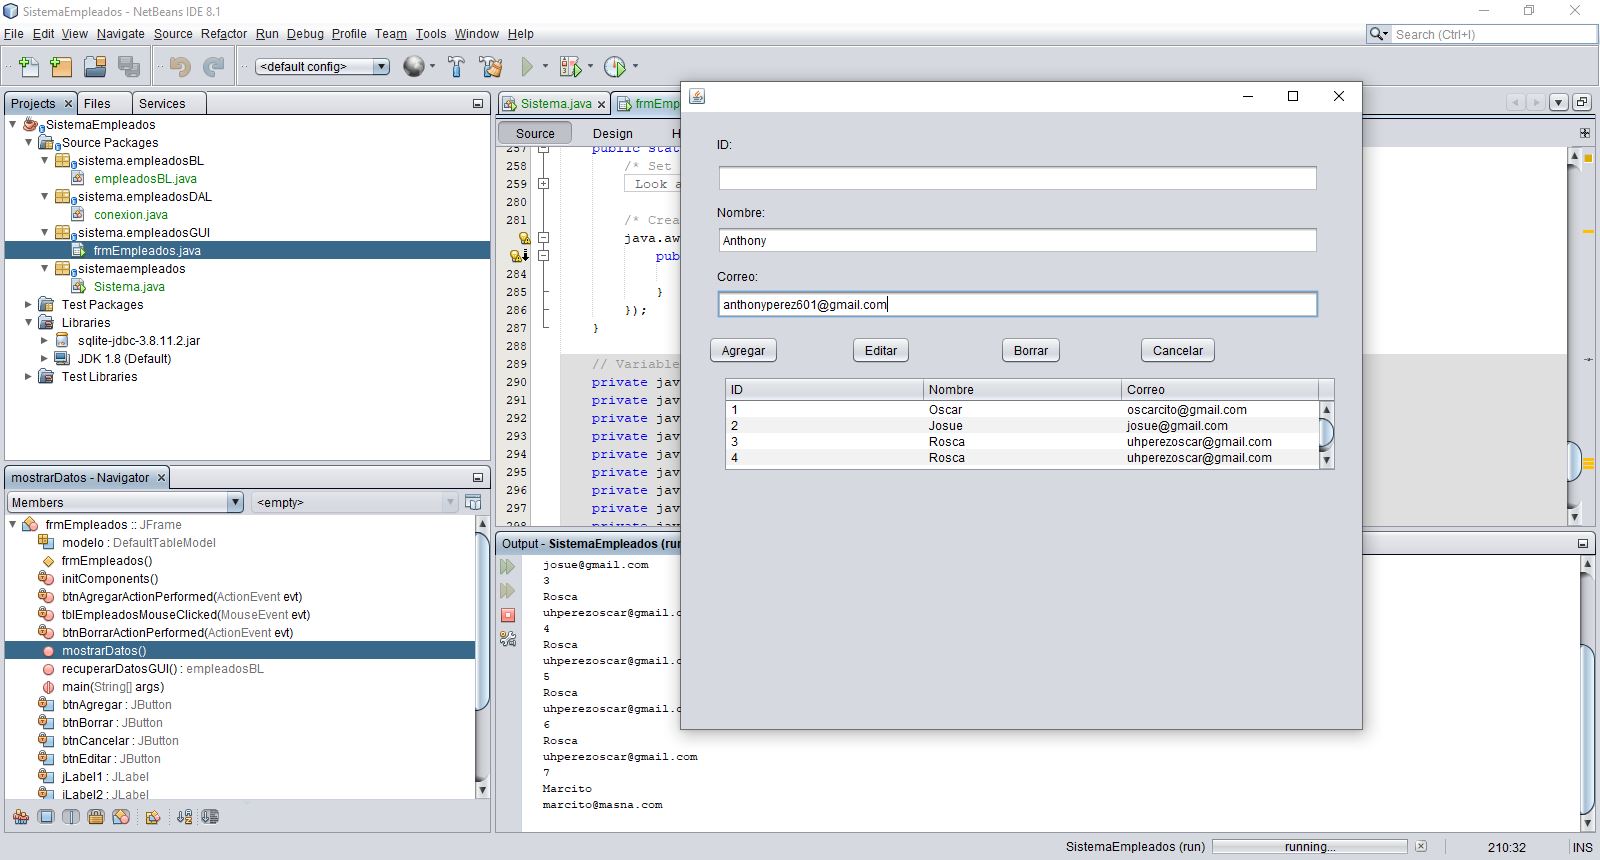 SistemaEmpleados - NetBeans IDE 8.1
File Edit View Navigate Source Refactor Run Debug Profile Team Tools Window Help
Search (Ctrl+I)
<default config>
Projects Files Services
SistemaEmpleados
Source Packages
sistema.empleadosBL
empleadosBL.java
sistema.empleadosDAL
conexion.java
sistema.empleadosGUI
frmEmpleados.java
sistemaempleados
Sistema.java
Test Packages
Libraries
sqlite-jdbc-3.8.11.2.jar
JDK 1.8 (Default)
Test Libraries
mostrarDatos - Navigator
Members <empty>
frmEmpleados :: JFrame
modelo : DefaultTableModel
frmEmpleados()
initComponents()
btnAgregarActionPerformed(ActionEvent evt)
tblEmpleadosMouseClicked(MouseEvent evt)
btnBorrarActionPerformed(ActionEvent evt)
mostrarDatos()
recuperarDatosGUI() : empleadosBL
main(String[] args)
btnAgregar : JButton
btnBorrar : JButton
btnCancelar : JButton
btnEditar : JButton
jLabel1 : JLabel
jLabel2 : JLabel
Sistema.java frmEmp
Source Design H
257 public stat
258 /* Set
259 Look a
280
281 /* Crea
java.aw
pub
284
285 }
286 });
287 }
288
289 // Variable
290 private jav
291 private jav
292 private jav
293 private jav
294 private jav
295 private jav
296 private jav
297 private jav
298 private jav
Output - SistemaEmpleados (ru
josue@gmail.com
3
Rosca
uhperezoscar@gmail.c
4
Rosca
uhperezoscar@gmail.c
5
Rosca
uhperezoscar@gmail.c
6
Rosca
uhperezoscar@gmail.com
7
Marcito
marcito@masna.com
ID:
Nombre:
Anthony
Correo:
anthonyperez601@gmail.com
Agregar Editar Borrar Cancelar
ID Nombre Correo
1 Oscar oscarcito@gmail.com
2 Josue josue@gmail.com
3 Rosca uhperezoscar@gmail.com
4 Rosca uhperezoscar@gmail.com
SistemaEmpleados (run) running... 210:32 INS